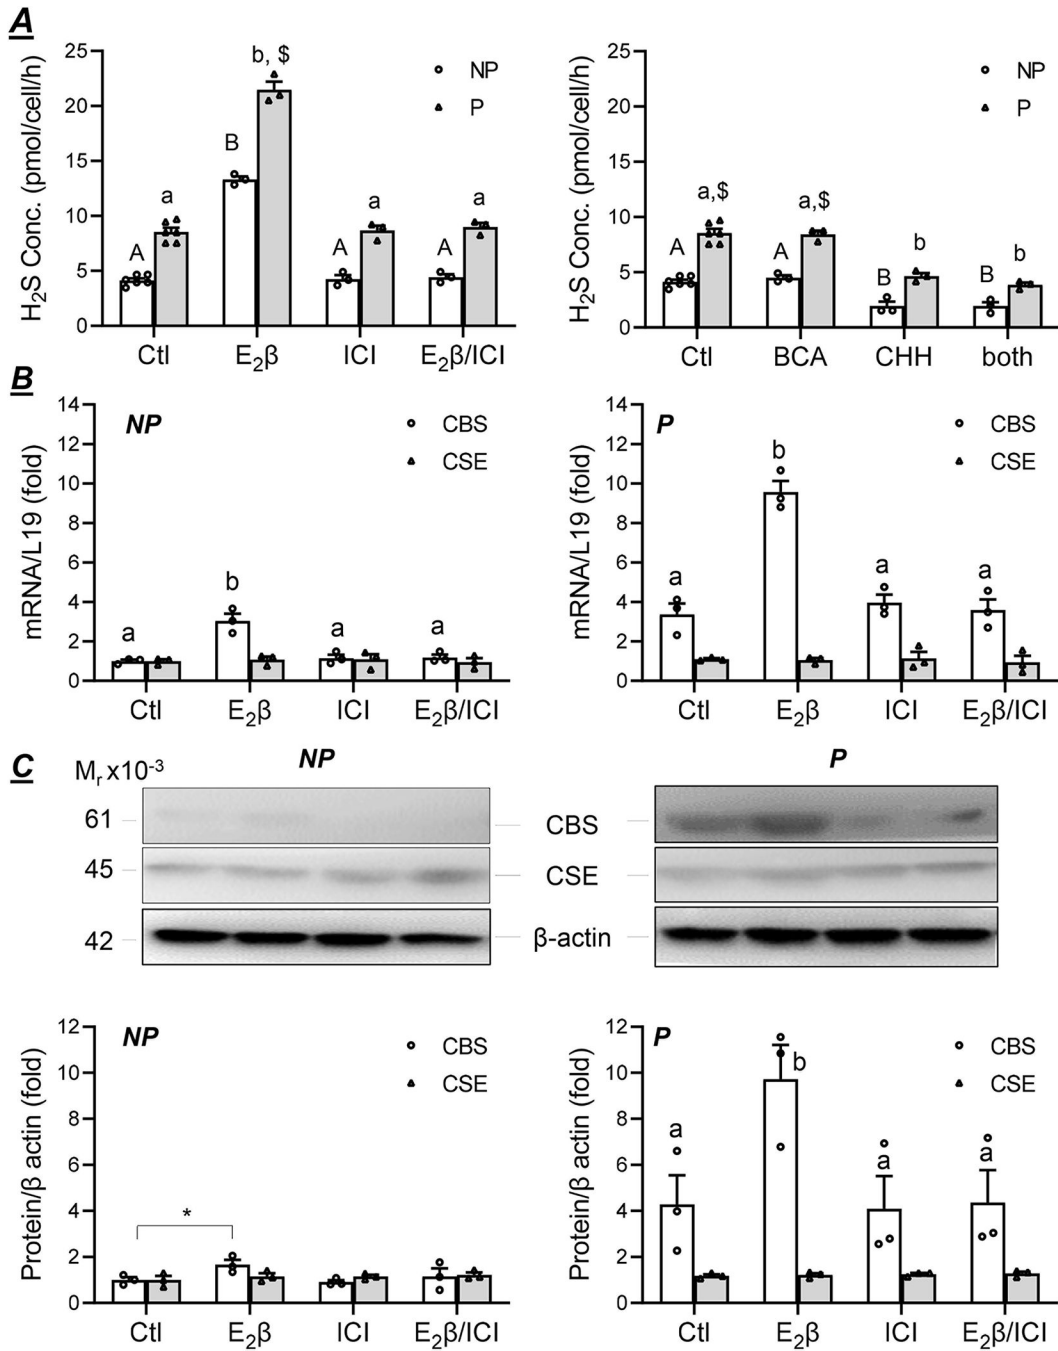 A
H2S Conc. (pmol/cell/h)
25
20
15
10
5
0
NP
P
A
a
B
b, $
A
a
A
a
Ctl
E2β
ICI
E2β/ICI
H2S Conc. (pmol/cell/h)
25
20
15
10
5
0
NP
P
A
a,$
A
a,$
B
b
B
b
Ctl
BCA
CHH
both
B
mRNA/L19 (fold)
14
12
10
8
6
4
2
0
NP
CBS
CSE
a
b
a
a
Ctl
E2β
ICI
E2β/ICI
mRNA/L19 (fold)
14
12
10
8
6
4
2
0
P
CBS
CSE
a
b
a
a
Ctl
E2β
ICI
E2β/ICI
C
Mr x10-3
NP
P
61
CBS
45
CSE
42
β-actin
Protein/β actin (fold)
12
10
8
6
4
2
0
NP
CBS
CSE
*
Ctl
E2β
ICI
E2β/ICI
Protein/β actin (fold)
12
10
8
6
4
2
0
P
CBS
CSE
a
b
a
a
Ctl
E2β
ICI
E2β/ICI